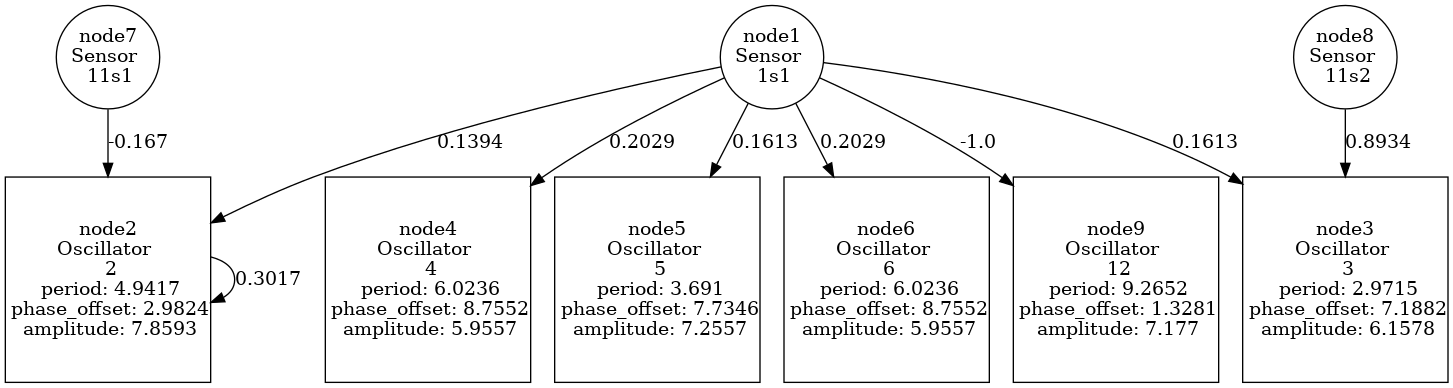 node7
Sensor
11s1
node1
Sensor
1s1
node8
Sensor
11s2
-0.167
0.1394
0.2029
0.1613
0.2029
-1.0
0.1613
0.8934
node2
Oscillator
2
period: 4.9417
phase_offset: 2.9824
amplitude: 7.8593
0.3017
node4
Oscillator
4
period: 6.0236
phase_offset: 8.7552
amplitude: 5.9557
node5
Oscillator
5
period: 3.691
phase_offset: 7.7346
amplitude: 7.2557
node6
Oscillator
6
period: 6.0236
phase_offset: 8.7552
amplitude: 5.9557
node9
Oscillator
12
period: 9.2652
phase_offset: 1.3281
amplitude: 7.177
node3
Oscillator
3
period: 2.9715
phase_offset: 7.1882
amplitude: 6.1578